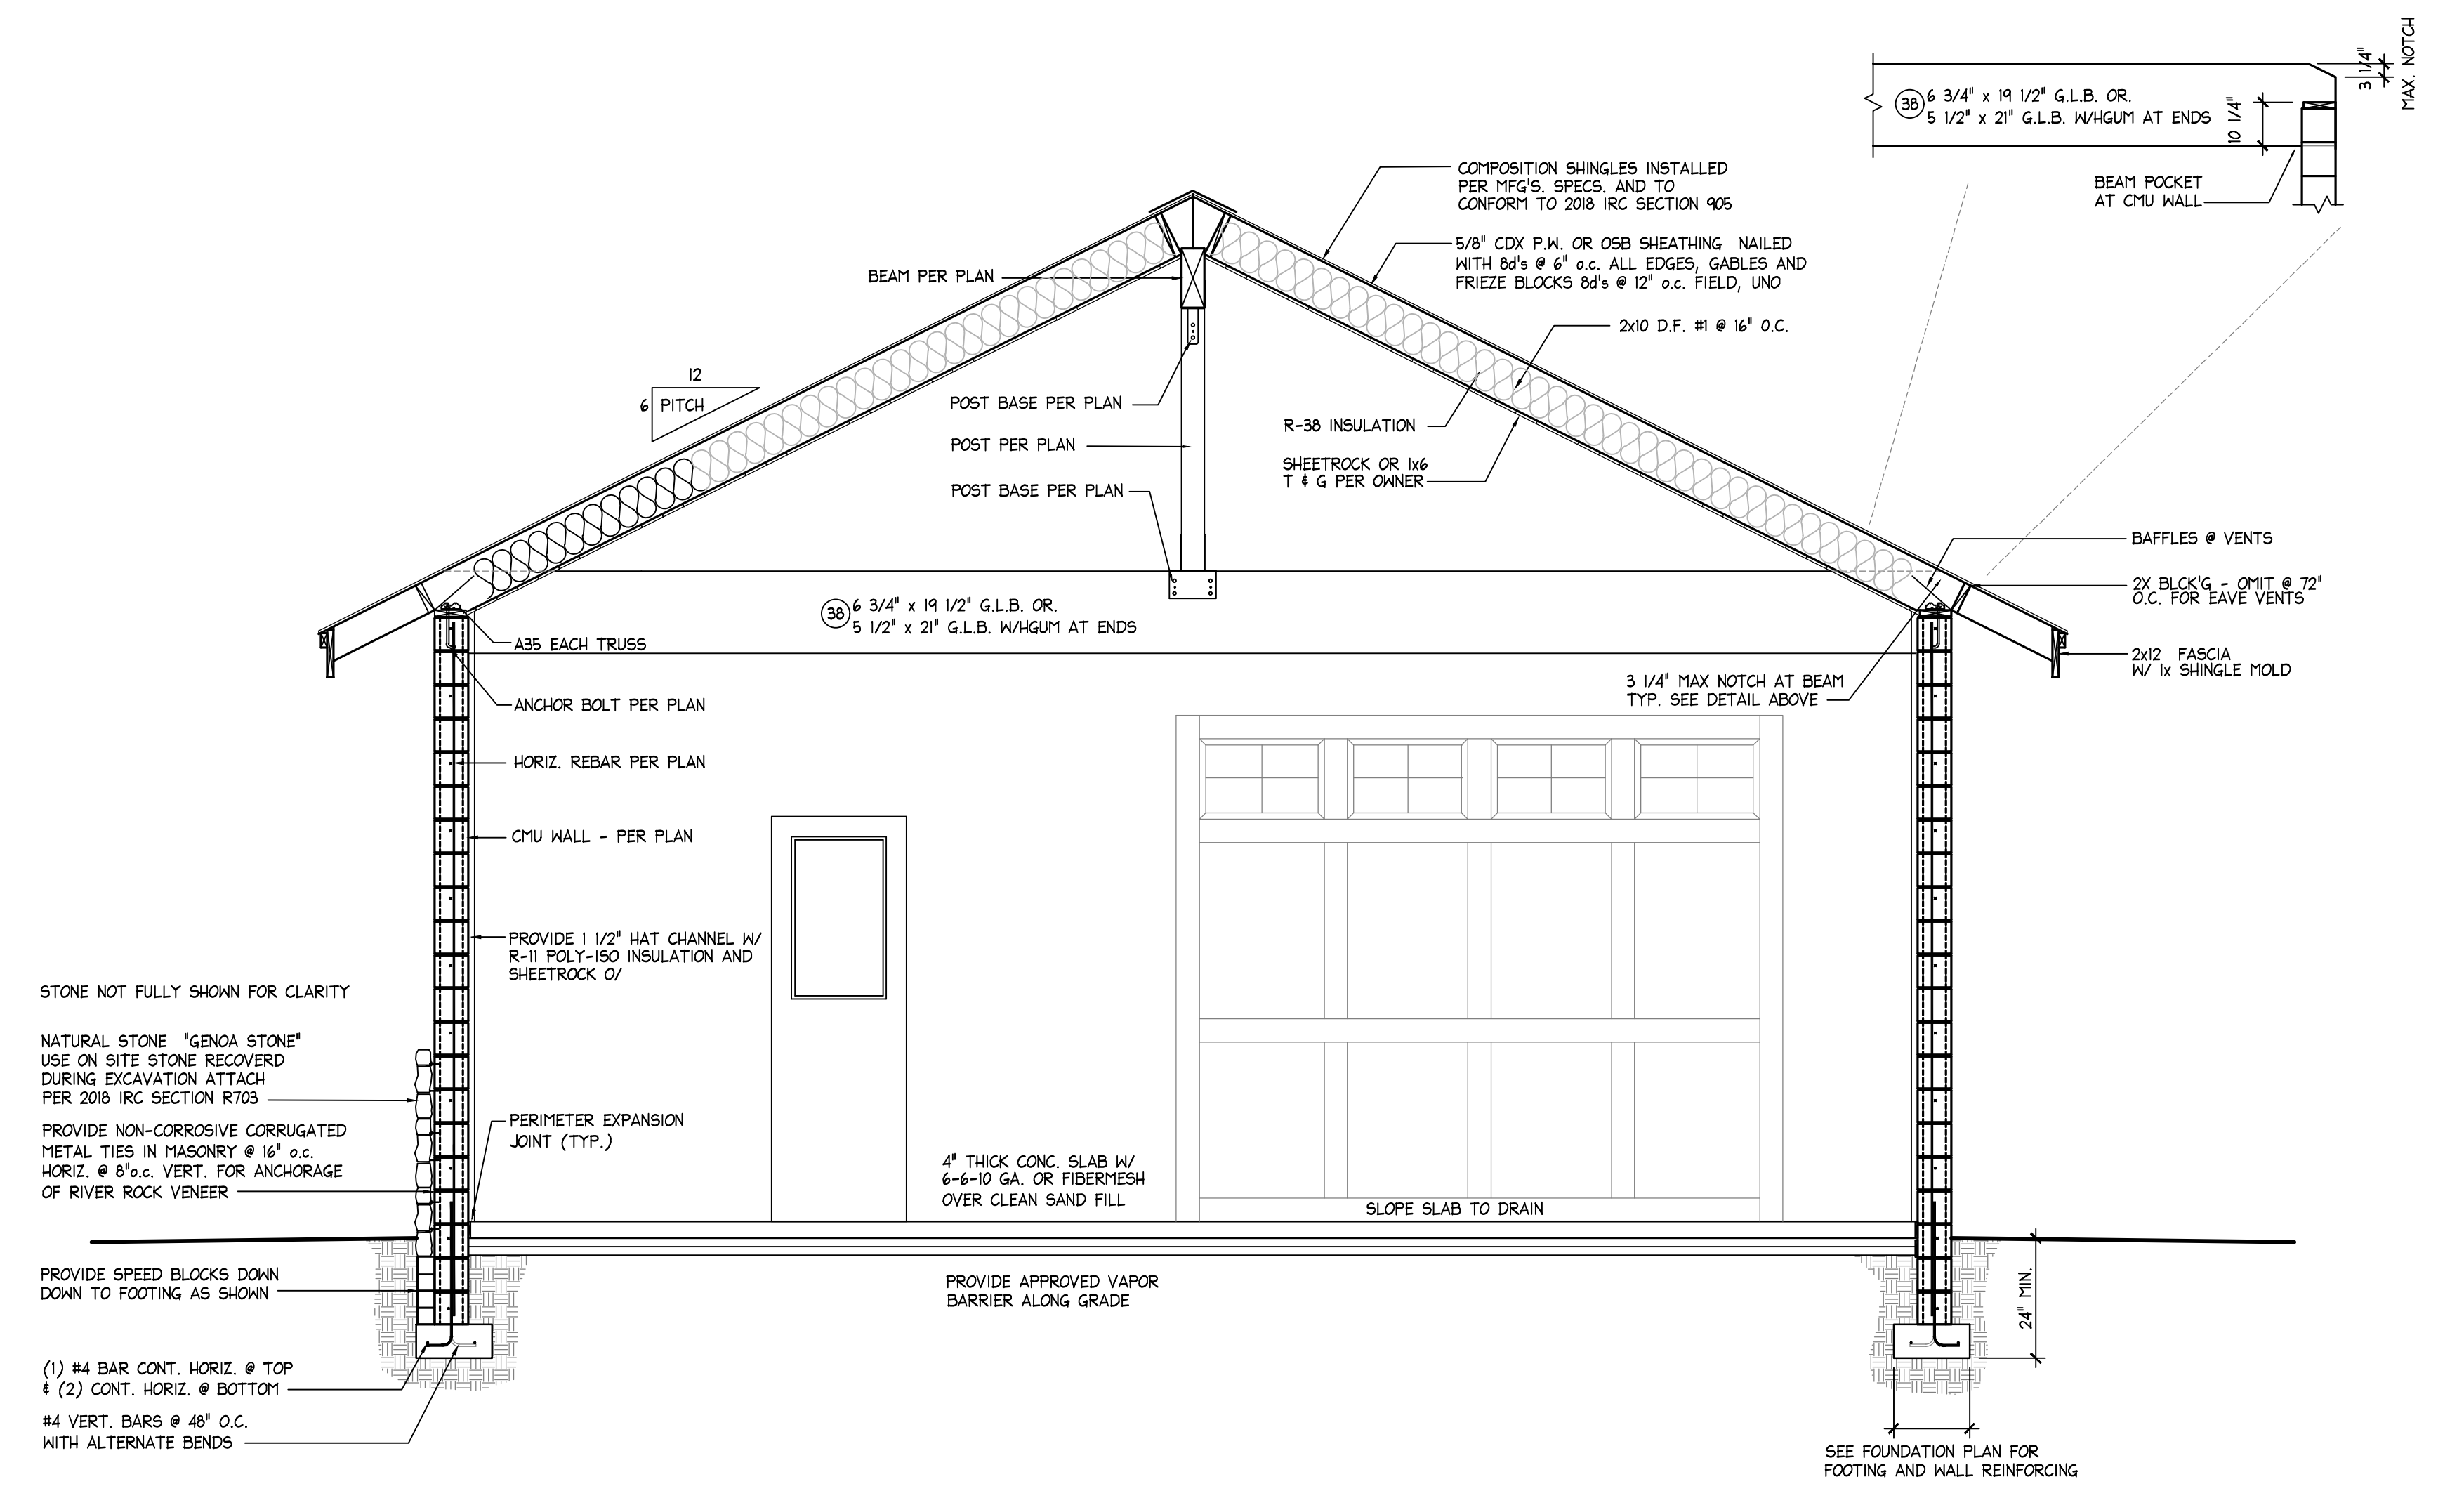 3 1/4"
MAX. NOTCH
38
6 3/4" x 19 1/2" G.L.B. OR.
5 1/2" x 21" G.L.B. W/HGUM AT ENDS
10 1/4"
BEAM POCKET
AT CMU WALL
COMPOSITION SHINGLES INSTALLED
PER MFG'S. SPECS. AND TO
CONFORM TO 2018 IRC SECTION 905
5/8" CDX P.W. OR OSB SHEATHING NAILED
WITH 8d's @ 6" o.c. ALL EDGES, GABLES AND
FRIEZE BLOCKS 8d's @ 12" o.c. FIELD, UNO
BEAM PER PLAN
2x10 D.F. #1 @ 16" O.C.
12
6 PITCH
POST BASE PER PLAN
R-38 INSULATION
POST PER PLAN
SHEETROCK OR 1x6
T & G PER OWNER
POST BASE PER PLAN
BAFFLES @ VENTS
2X BLCK'G - OMIT @ 72"
O.C. FOR EAVE VENTS
38
6 3/4" x 19 1/2" G.L.B. OR.
5 1/2" x 21" G.L.B. W/HGUM AT ENDS
A35 EACH TRUSS
2x12 FASCIA
W/ 1x SHINGLE MOLD
3 1/4" MAX NOTCH AT BEAM
TYP. SEE DETAIL ABOVE
ANCHOR BOLT PER PLAN
HORIZ. REBAR PER PLAN
CMU WALL - PER PLAN
PROVIDE 1 1/2" HAT CHANNEL W/
R-11 POLY-ISO INSULATION AND
SHEETROCK O/
STONE NOT FULLY SHOWN FOR CLARITY
NATURAL STONE "GENOA STONE"
USE ON SITE STONE RECOVERD
DURING EXCAVATION ATTACH
PER 2018 IRC SECTION R703
PROVIDE NON-CORROSIVE CORRUGATED
METAL TIES IN MASONRY @ 16" o.c.
HORIZ. @ 8"o.c. VERT. FOR ANCHORAGE
OF RIVER ROCK VENEER
PERIMETER EXPANSION
JOINT (TYP.)
4" THICK CONC. SLAB W/
6-6-10 GA. OR FIBERMESH
OVER CLEAN SAND FILL
SLOPE SLAB TO DRAIN
PROVIDE SPEED BLOCKS DOWN
DOWN TO FOOTING AS SHOWN
PROVIDE APPROVED VAPOR
BARRIER ALONG GRADE
24" MIN.
(1) #4 BAR CONT. HORIZ. @ TOP
& (2) CONT. HORIZ. @ BOTTOM
#4 VERT. BARS @ 48" O.C.
WITH ALTERNATE BENDS
SEE FOUNDATION PLAN FOR
FOOTING AND WALL REINFORCING